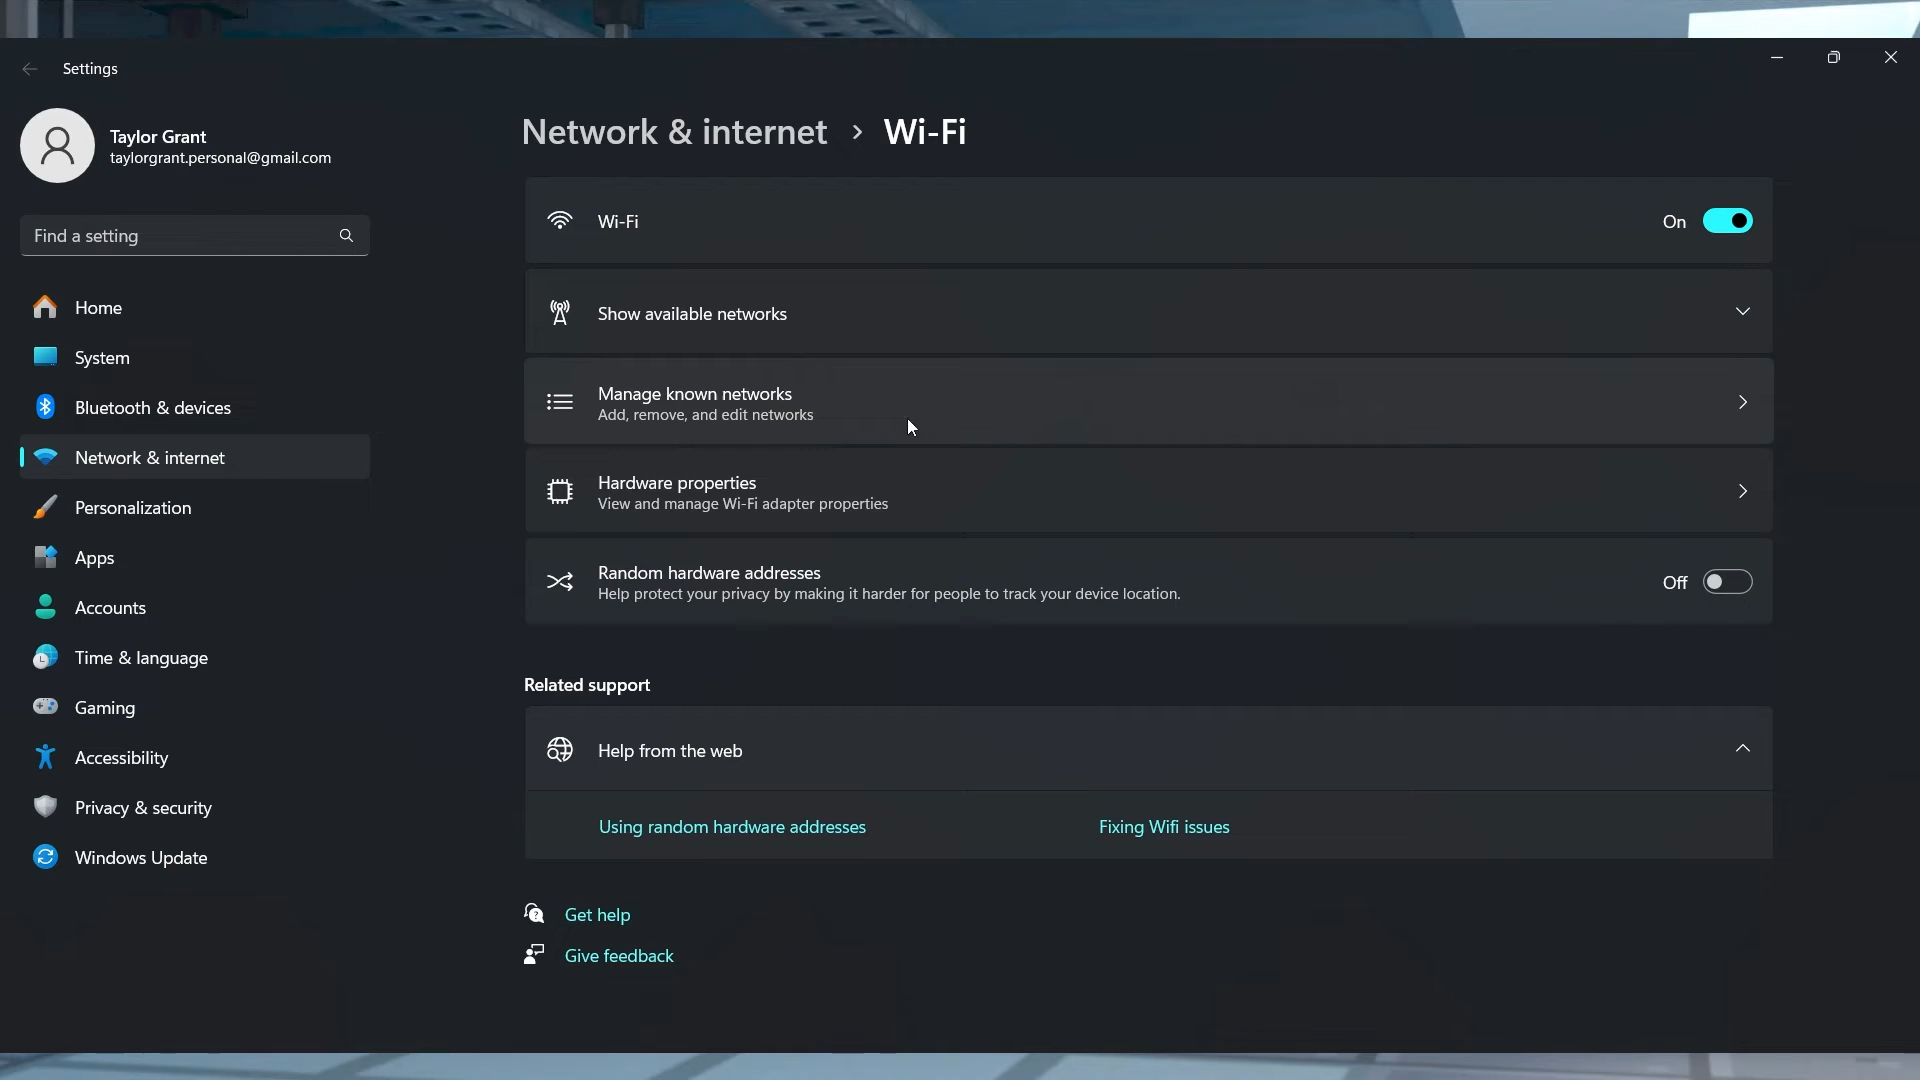 Settings
Taylor Grant
taylorgrant.personal@gmail.com
Find a setting
Home
System
Bluetooth & devices
Network & internet
Personalization
Apps
Accounts
Time & language
Gaming
Accessibility
Privacy & security
Windows Update
Network & internet > Wi-Fi
Wi-Fi
On
Show available networks
Manage known networks
Add, remove, and edit networks
Hardware properties
View and manage Wi-Fi adapter properties
Random hardware addresses
Help protect your privacy by making it harder for people to track your device location.
Off
Related support
Help from the web
Using random hardware addresses
Fixing Wifi issues
Get help
Give feedback